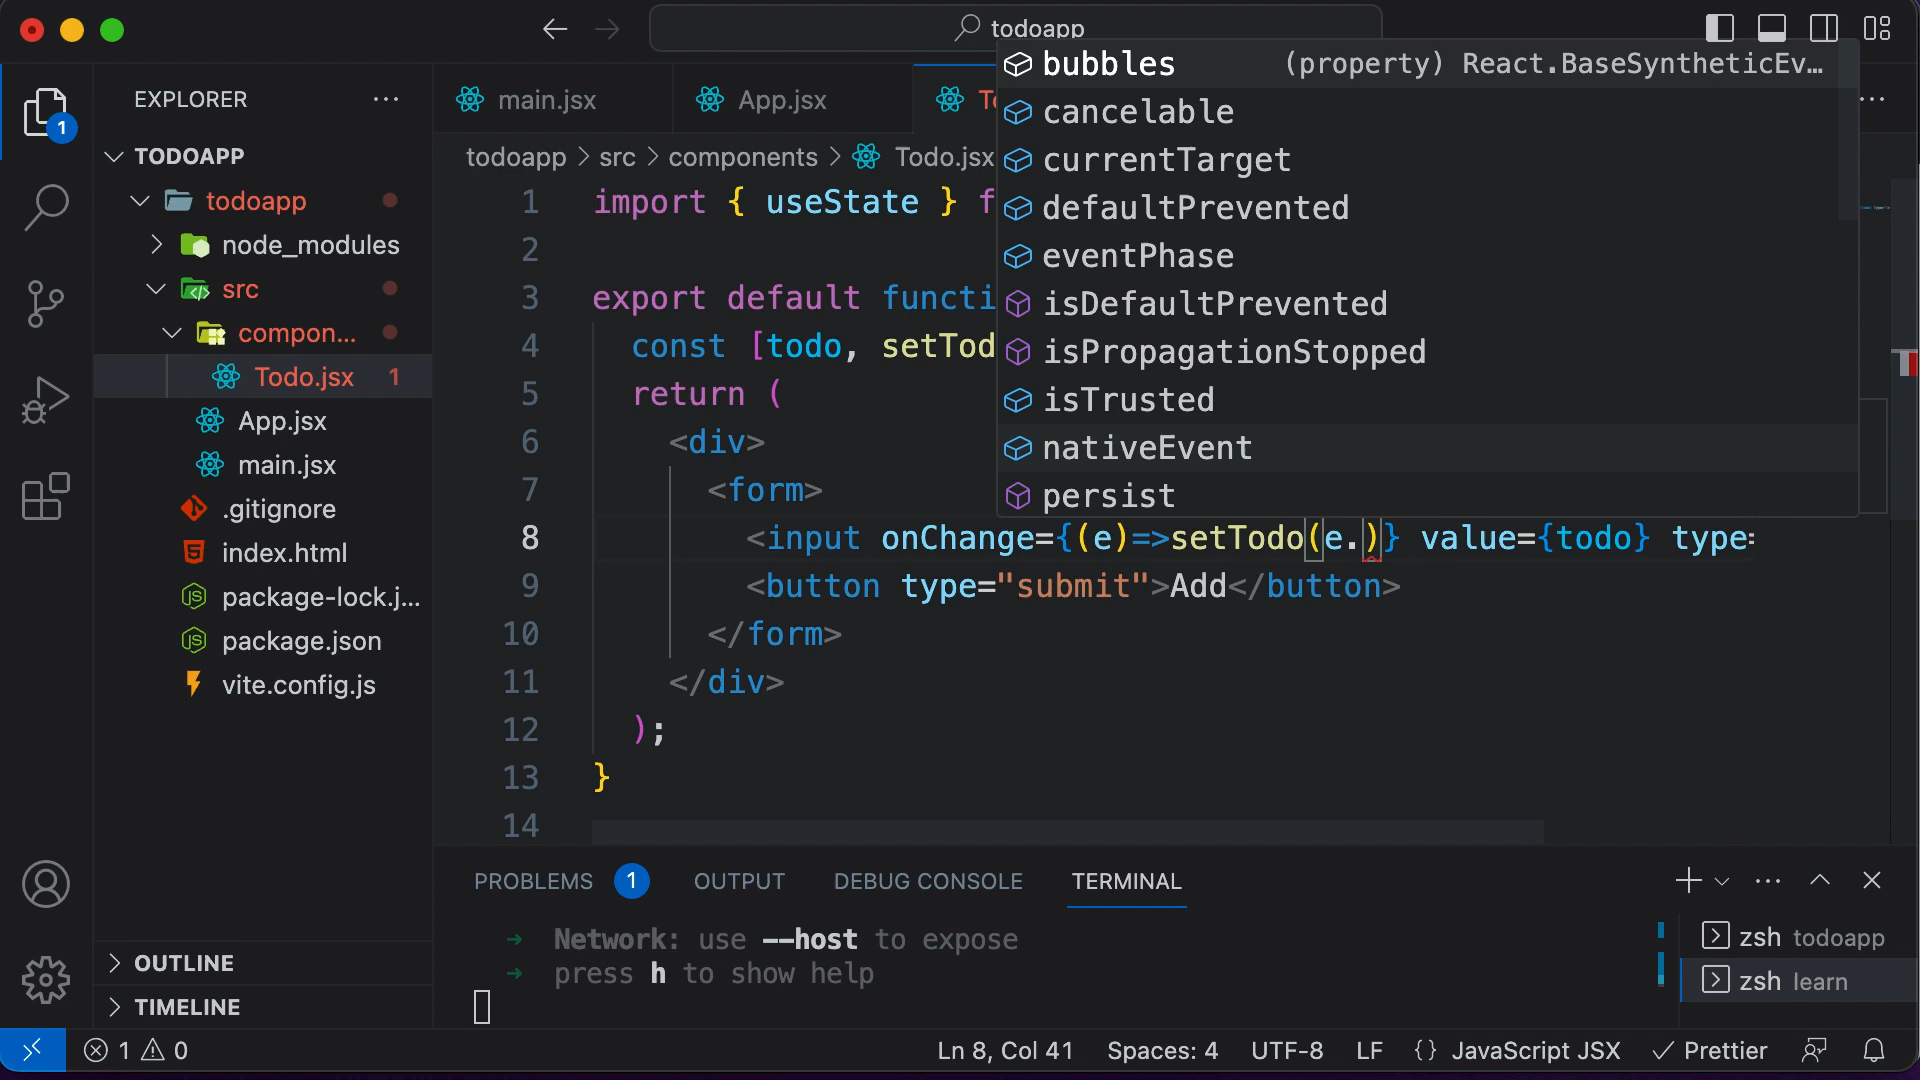 todoapp
1
EXPLORER
TODOAPP
todoapp
node_modules
src
compon...
Todo.jsx 1
App.jsx
main.jsx
.gitignore
index.html
package-lock.j...
package.json
vite.config.js
OUTLINE
TIMELINE
main.jsx
App.jsx
todoapp > src > components > Todo.jsx
1 import { useState } f
2
3 export default functi
4 const [todo, setTod
5 return (
6 <div>
7 <form>
8 <input onChange={(e)=>setTodo(e.)} value={todo} type=
9 <button type="submit">Add</button>
10 </form>
11 </div>
12 );
13 }
14
bubbles (property) React.BaseSyntheticEv...
cancelable
currentTarget
defaultPrevented
eventPhase
isDefaultPrevented
isPropagationStopped
isTrusted
nativeEvent
persist
PROBLEMS 1 OUTPUT DEBUG CONSOLE TERMINAL
➜ Network: use --host to expose
➜ press h to show help
zsh todoapp
zsh learn
1 0 Ln 8, Col 41 Spaces: 4 UTF-8 LF {} JavaScript JSX ✓ Prettier